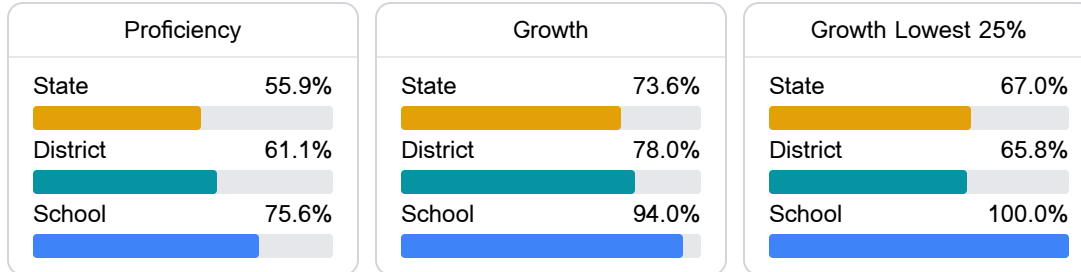 Proficiency
State 55.9%
District 61.1%
School 75.6%
Growth
State 73.6%
District 78.0%
School 94.0%
Growth Lowest 25%
State 67.0%
District 65.8%
School 100.0%